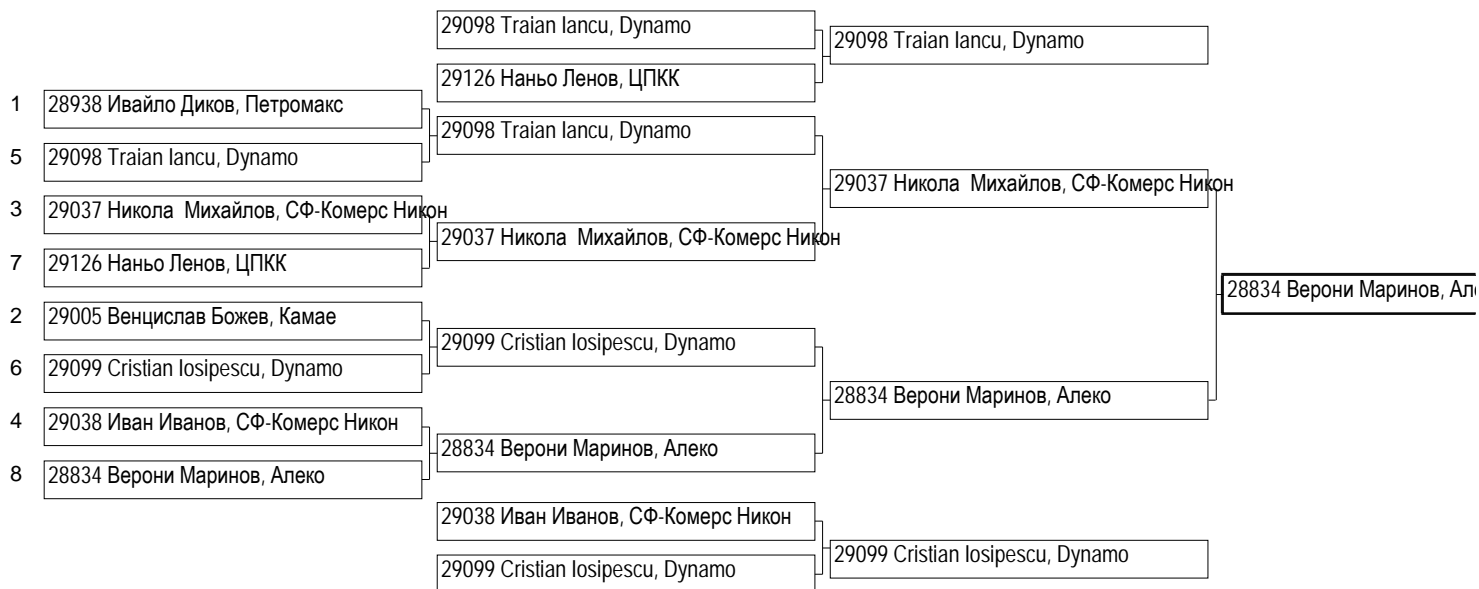 29098 Traian Iancu, Dynamo
29098 Traian Iancu, Dynamo
29126 Наньо Ленов, ЦПКК
1 28938 Ивайло Диков, Петромакс
29098 Traian Iancu, Dynamo
5 29098 Traian Iancu, Dynamo
29037 Никола  Михайлов, СФ-Комерс Никон
3 29037 Никола  Михайлов, СФ-Комерс Никон
29037 Никола  Михайлов, СФ-Комерс Никон
7 29126 Наньо Ленов, ЦПКК
28834 Верони Маринов,
2 29005 Венцислав Божев, Камае
29099 Cristian Iosipescu, Dynamo
6 29099 Cristian Iosipescu, Dynamo
28834 Верони Маринов, Алеко
4 29038 Иван Иванов, СФ-Комерс Никон
28834 Верони Маринов, Алеко
8 28834 Верони Маринов, Алеко
29038 Иван Иванов, СФ-Комерс Никон
29099 Cristian Iosipescu, Dynamo
29099 Cristian Iosipescu, Dynamo